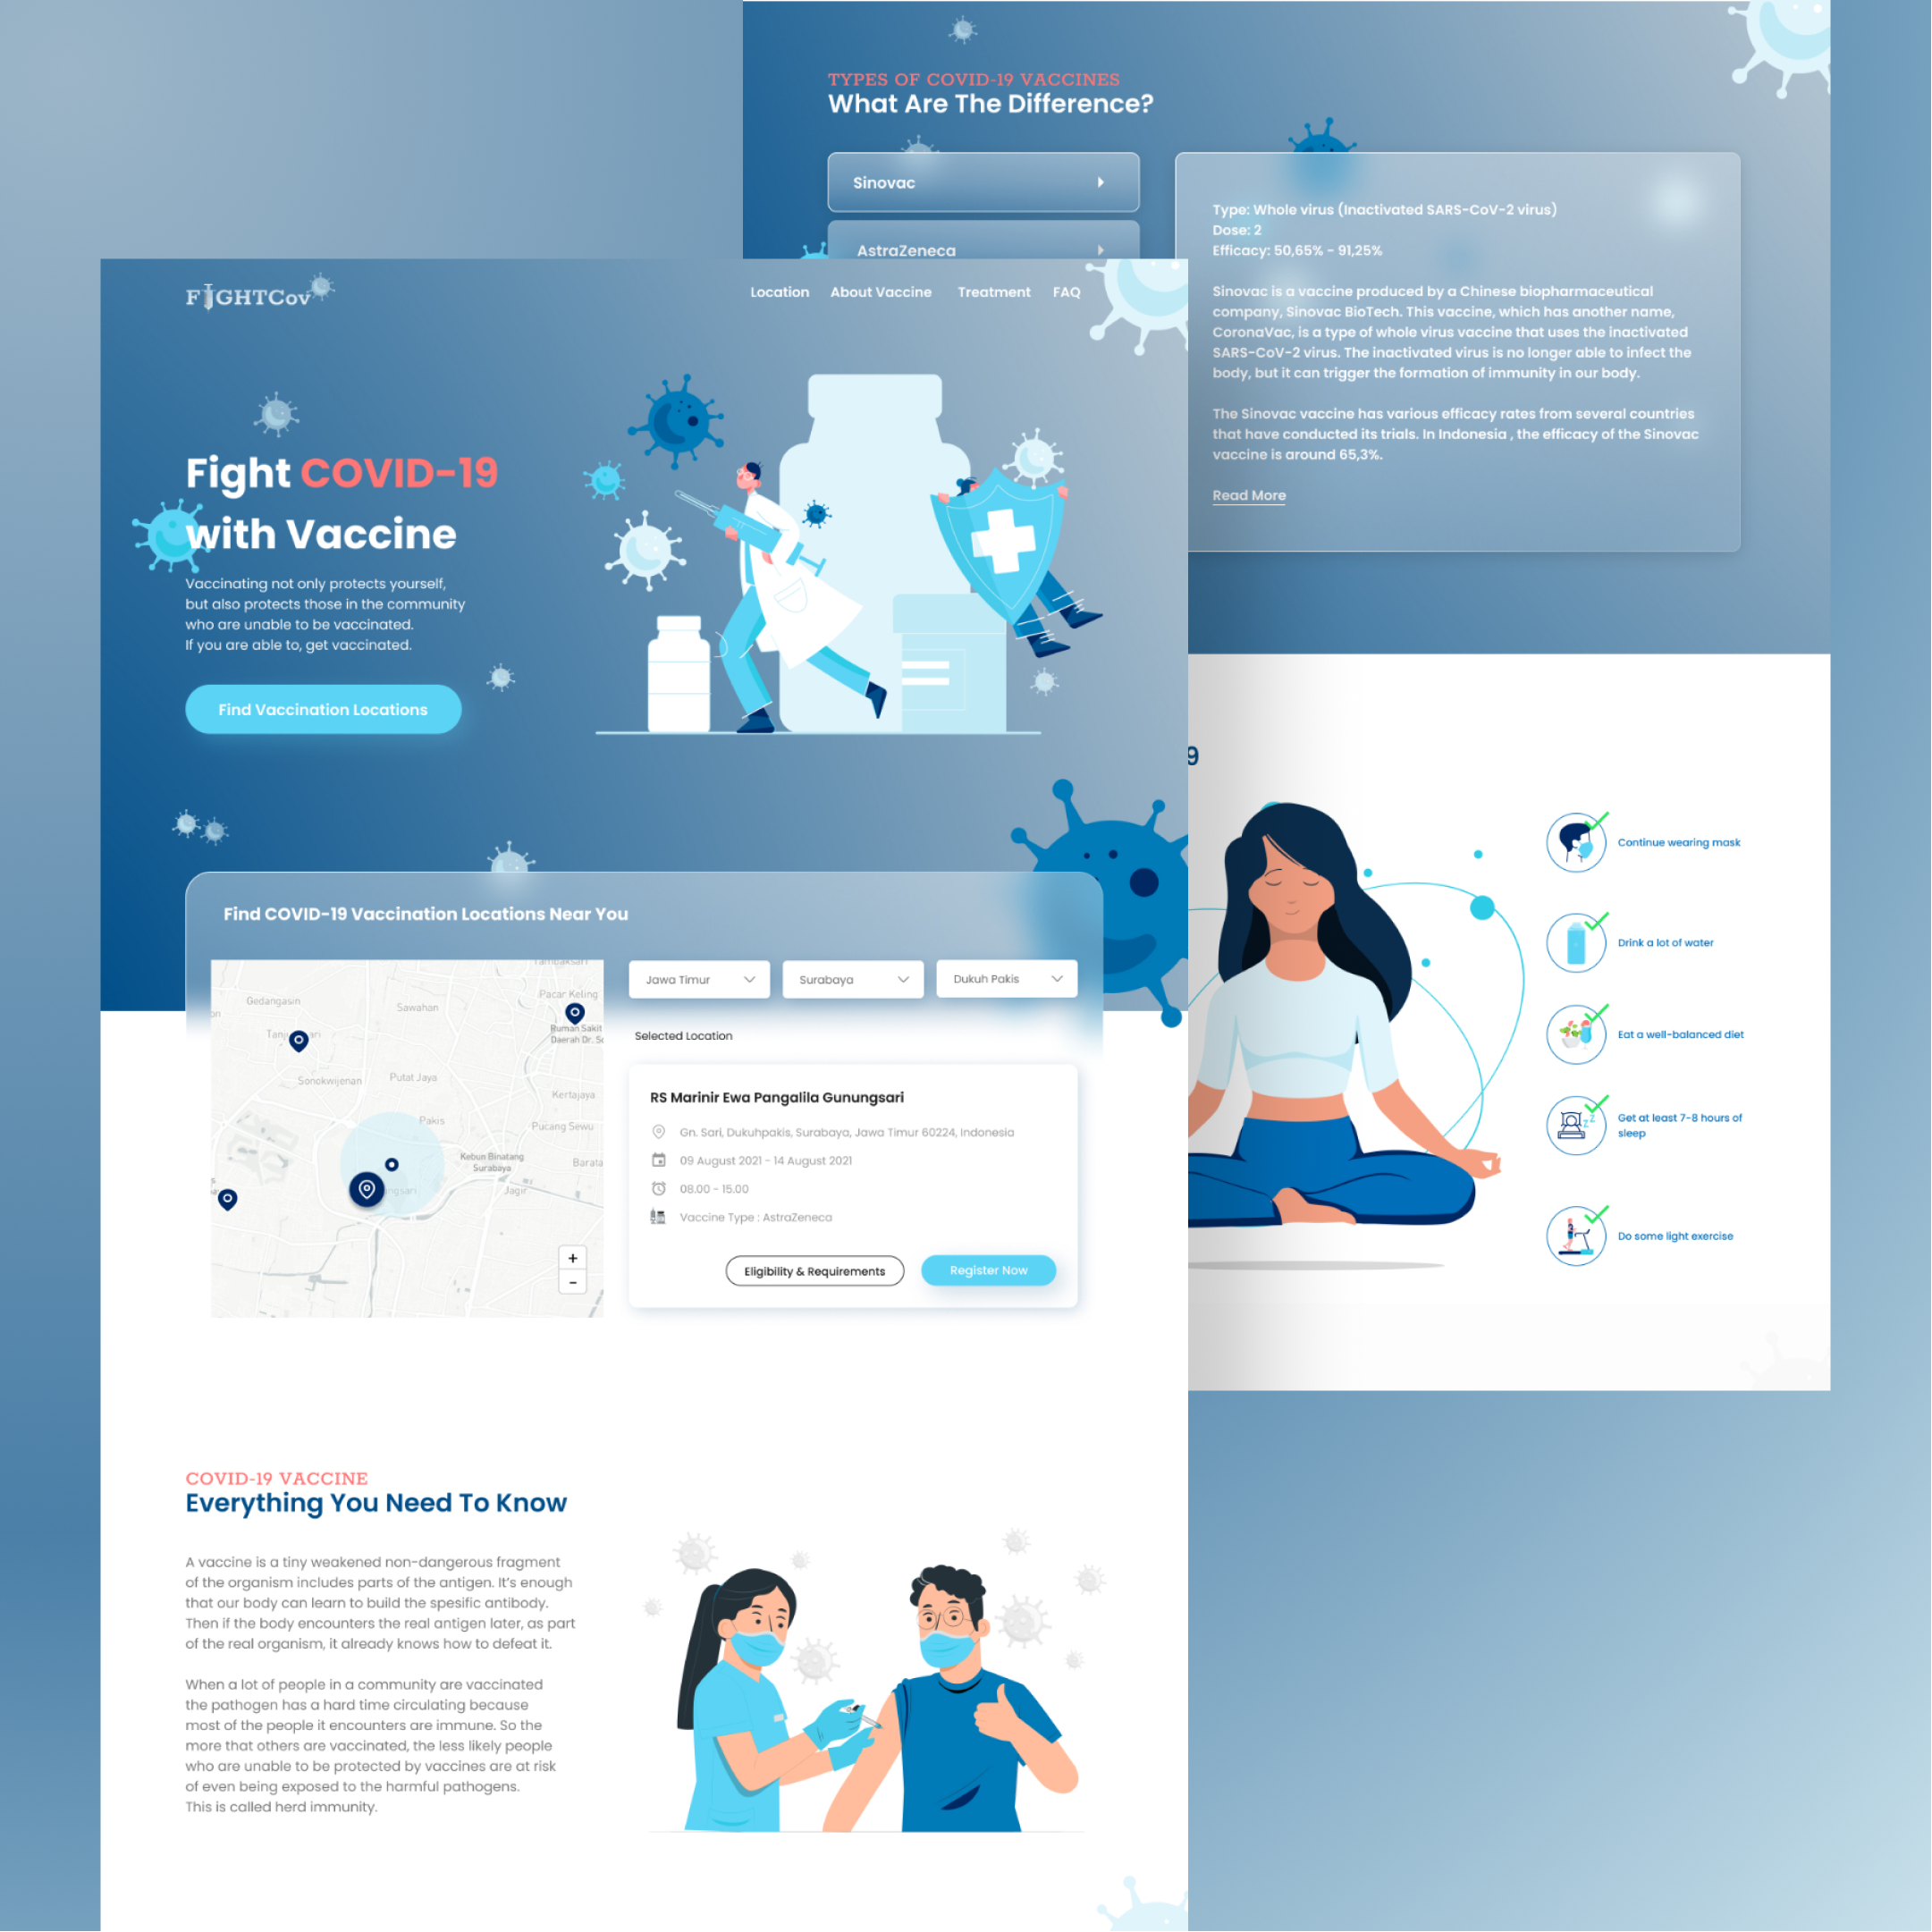 TYPES OF COVID-19 VACCINES
What Are The Difference?
Sinovac
AstraZeneca
Type: Whole virus (Inactivated SARS-CoV-2 virus)
Dose: 2
Efficacy: 50,65% - 91,25%
Sinovac is a vaccine produced by a Chinese biopharmaceutical
company, Sinovac BioTech. This vaccine, which has another name,
CoronaVac, is a type of whole virus vaccine that uses the inactivated
SARS-CoV-2 virus. The inactivated virus is no longer able to infect the
body, but it can trigger the formation of immunity in our body.
The Sinovac vaccine has various efficacy rates from several countries
that have conducted its trials. In Indonesia , the efficacy of the Sinovac
vaccine is around 65,3%.
Read More
9
Continue wearing mask
Drink a lot of water
Eat a well-balanced diet
Get at least 7-8 hours of
sleep
Do some light exercise
FIGHTCov
Location About Vaccine Treatment FAQ
Fight COVID-19
with Vaccine
Vaccinating not only protects yourself,
but also protects those in the community
who are unable to be vaccinated.
If you are able to, get vaccinated.
Find Vaccination Locations
Find COVID-19 Vaccination Locations Near You
Jawa Timur
Surabaya
Dukuh Pakis
Tambaksari
Gedangasin
Sawahan
Pacar Keling
Ruman Sakit
Daerah Dr. So
Sonokwijenan
Putat Jaya
Kertajaya
Pakis
Pucang Sewu
Kebun Binatang
Surabaya
Barata
Jagir
+
-
Selected Location
RS Marinir Ewa Pangalila Gunungsari
Gn. Sari, Dukuhpakis, Surabaya, Jawa Timur 60224, Indonesia
09 August 2021 - 14 August 2021
08.00 - 15.00
Vaccine Type : AstraZeneca
Eligibility & Requirements
Register Now
COVID-19 VACCINE
Everything You Need To Know
A vaccine is a tiny weakened non-dangerous fragment
of the organism includes parts of the antigen. It's enough
that our body can learn to build the spesific antibody.
Then if the body encounters the real antigen later, as part
of the real organism, it already knows how to defeat it.
When a lot of people in a community are vaccinated
the pathogen has a hard time circulating because
most of the people it encounters are immune. So the
more that others are vaccinated, the less likely people
who are unable to be protected by vaccines are at risk
of even being exposed to the harmful pathogens.
This is called herd immunity.